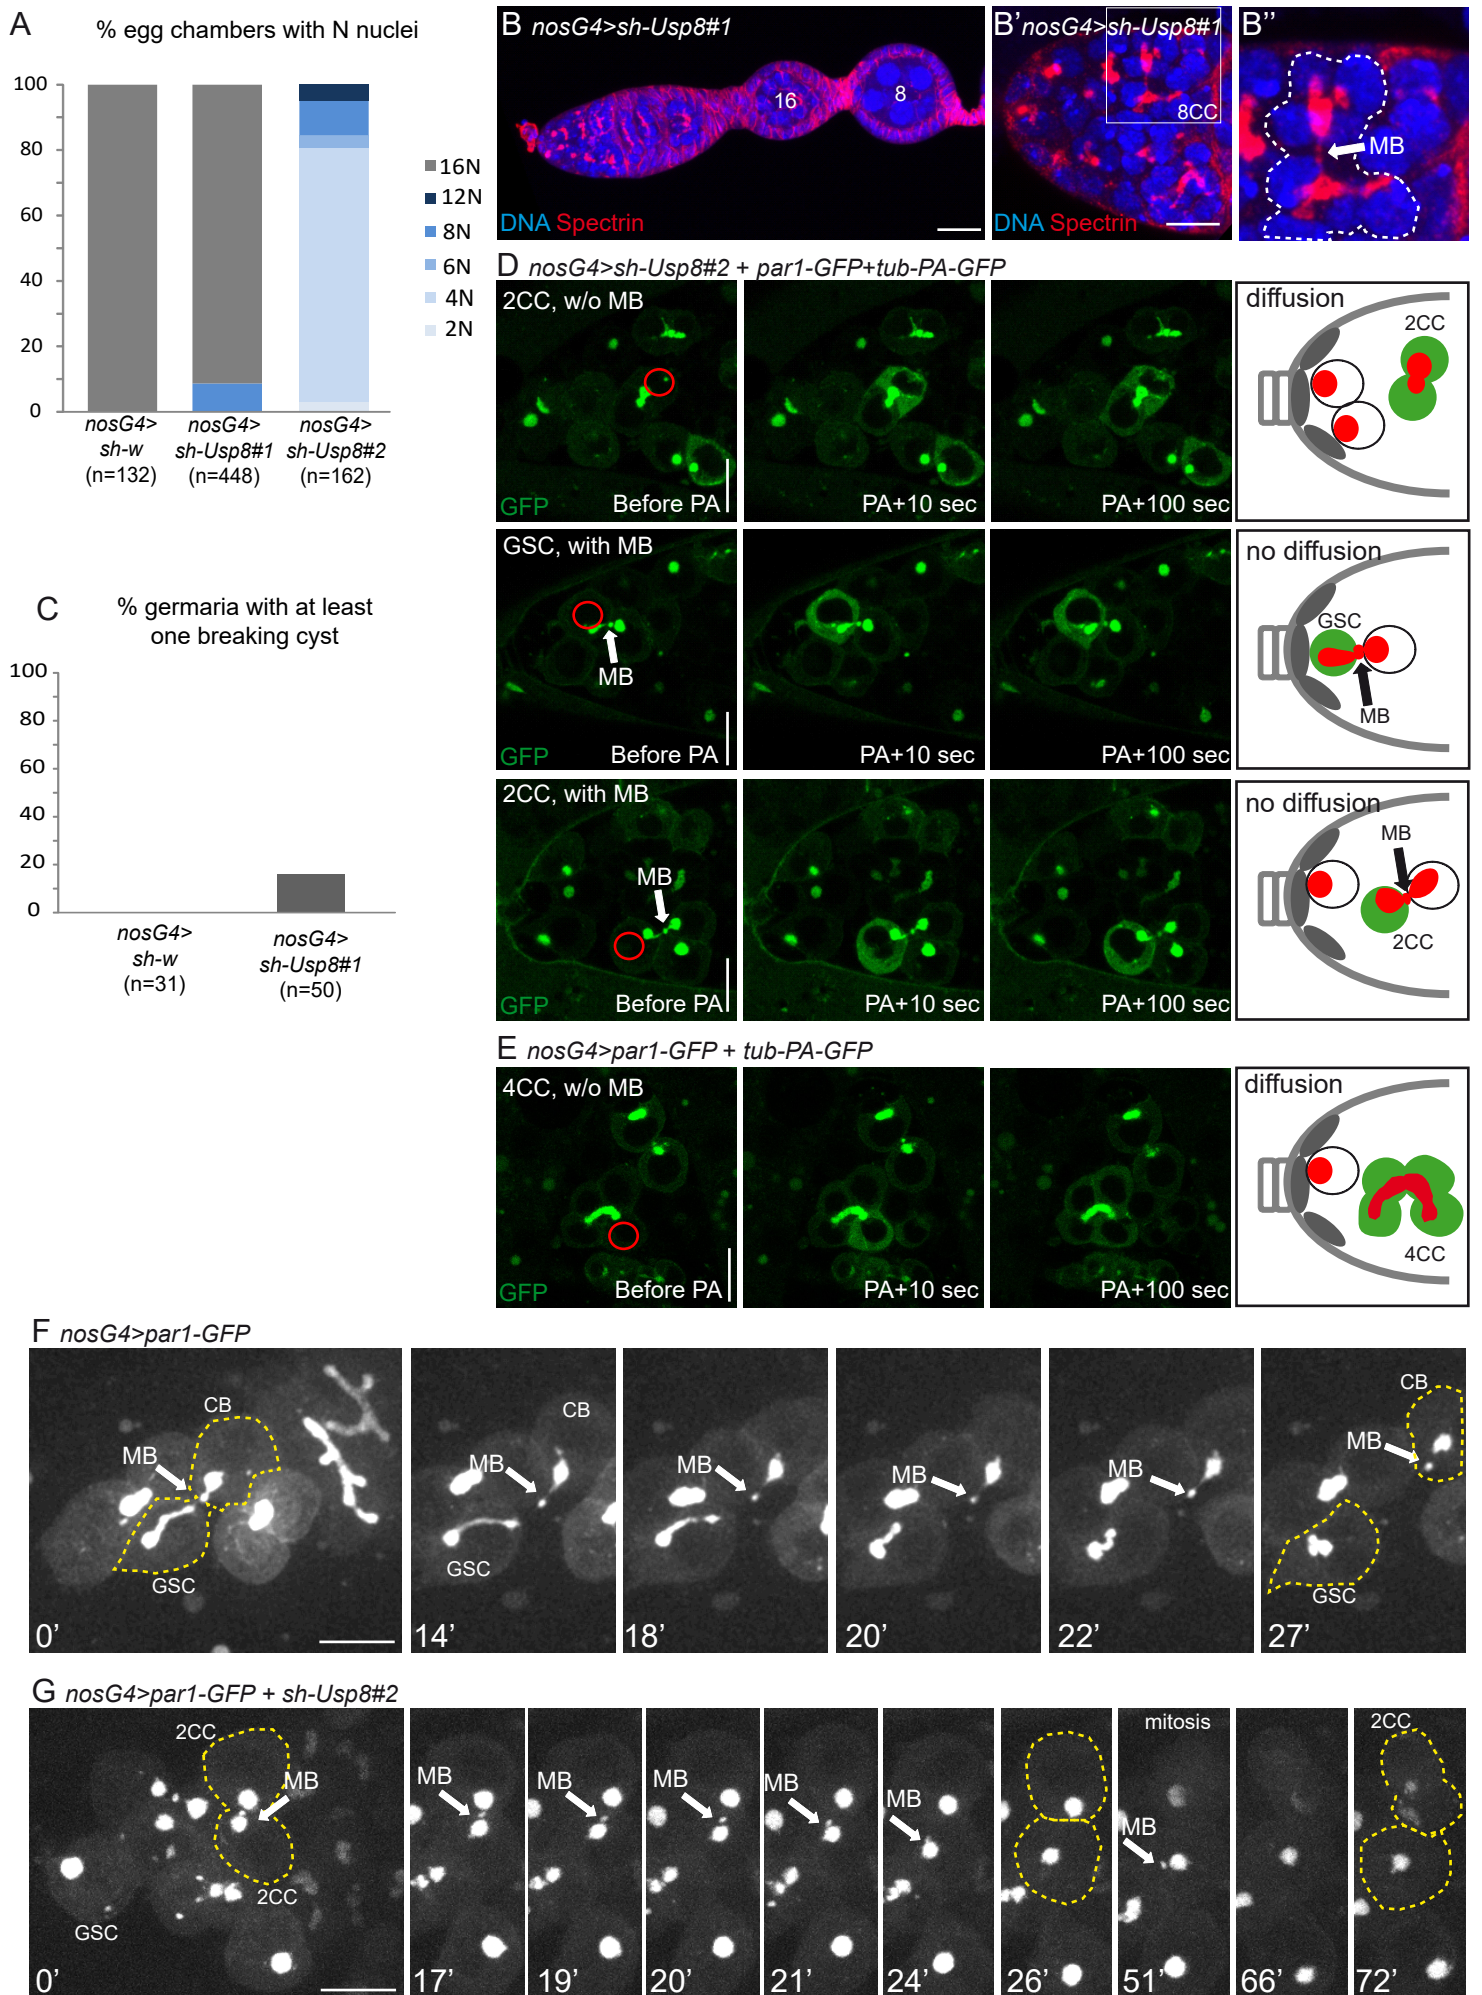 A
% egg chambers with N nuclei
100
80
60
40
20
0
nosG4>
sh-w
(n=132)
nosG4>
sh-Usp8#1
(n=448)
nosG4>
sh-Usp8#2
(n=162)
16N
12N
8N
6N
4N
2N
B nosG4>sh-Usp8#1
16
8
DNA Spectrin
B' nosG4>sh-Usp8#1
8CC
DNA Spectrin
B''
MB
C
% germaria with at least
one breaking cyst
100
80
60
40
20
0
nosG4>
sh-w
(n=31)
nosG4>
sh-Usp8#1
(n=50)
D nosG4>sh-Usp8#2 + par1-GFP+tub-PA-GFP
2CC, w/o MB
GFP
Before PA
PA+10 sec
PA+100 sec
diffusion
2CC
GSC, with MB
MB
GFP
Before PA
PA+10 sec
PA+100 sec
no diffusion
GSC
MB
2CC, with MB
MB
GFP
Before PA
PA+10 sec
PA+100 sec
no diffusion
MB
2CC
E nosG4>par1-GFP + tub-PA-GFP
4CC, w/o MB
GFP
Before PA
PA+10 sec
PA+100 sec
diffusion
4CC
F nosG4>par1-GFP
CB
MB
GSC
0’
CB
MB
GSC
14’
MB
18’
MB
20’
MB
22’
CB
MB
GSC
27’
G nosG4>par1-GFP + sh-Usp8#2
2CC
MB
2CC
GSC
0’
MB
17’
MB
19’
MB
20’
MB
21’
MB
24’
26’
mitosis
MB
51’
66’
2CC
72’